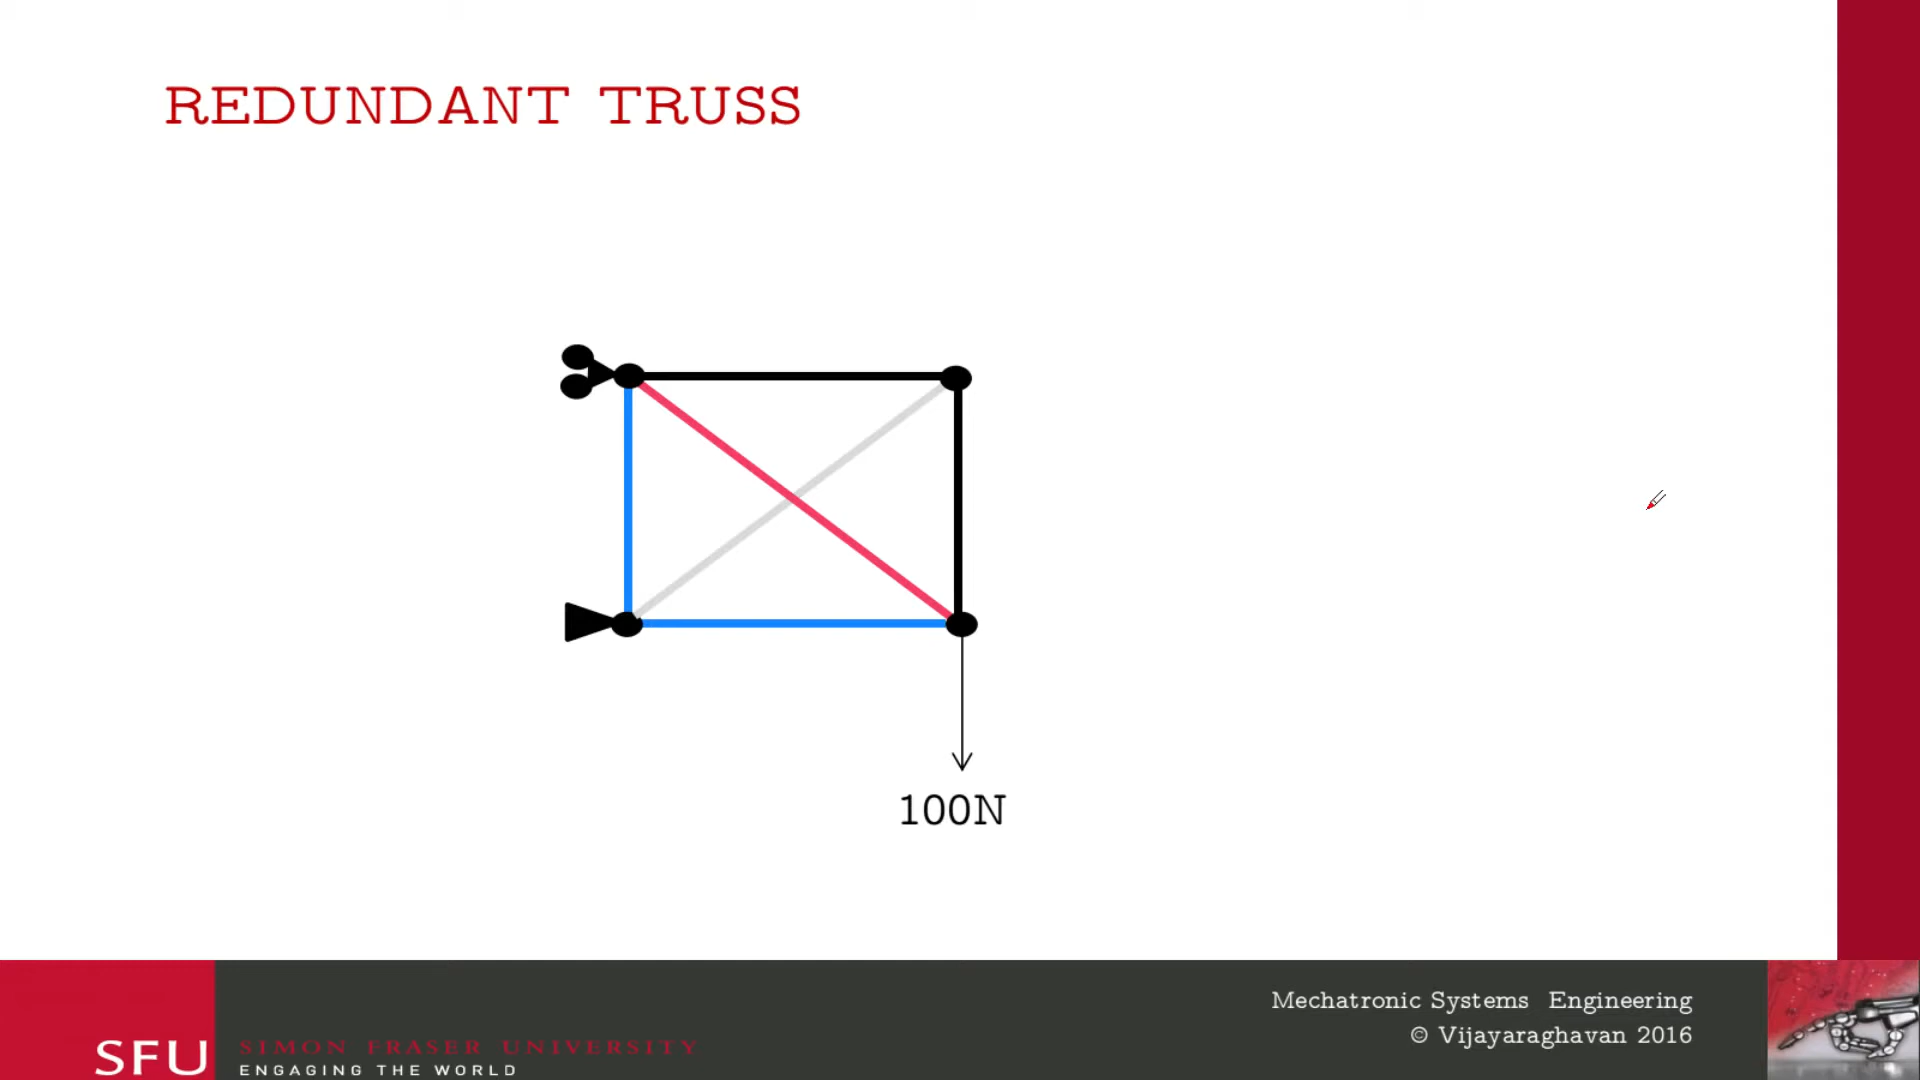 REDUNDANT TRUSS
100N
Mechatronic Systems Engineering
© Vijayaraghavan 2016
SFU
SIMON FRASER UNIVERSITY
ENGAGING THE WORLD